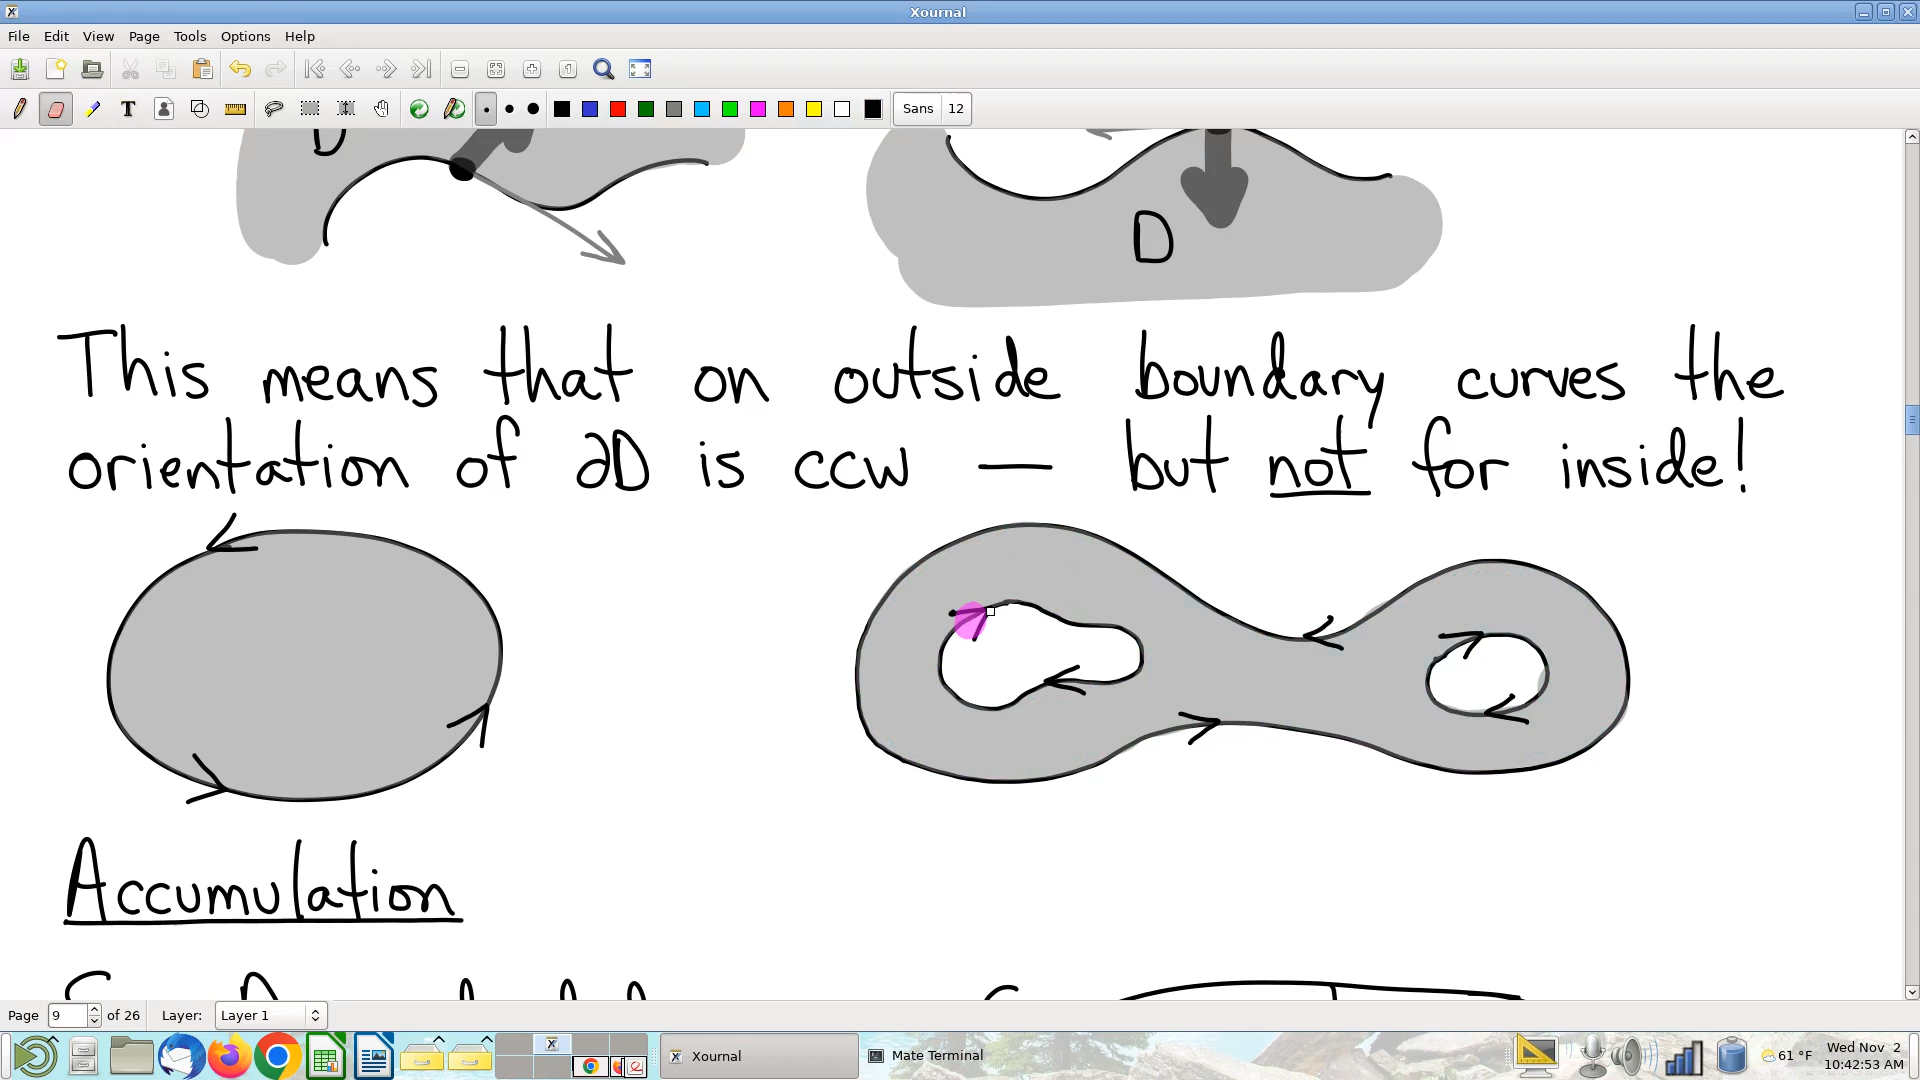 Xournal
File Edit View Page Tools Options Help
Sans 12
D
D
This means that on outside boundary curves the
orientation of ∂D is ccw — but not for inside!
Accumulation
Page 9 of 26 Layer: Layer 1
Xournal
Mate Terminal
61 °F
Wed Nov 2
10:42:53 AM